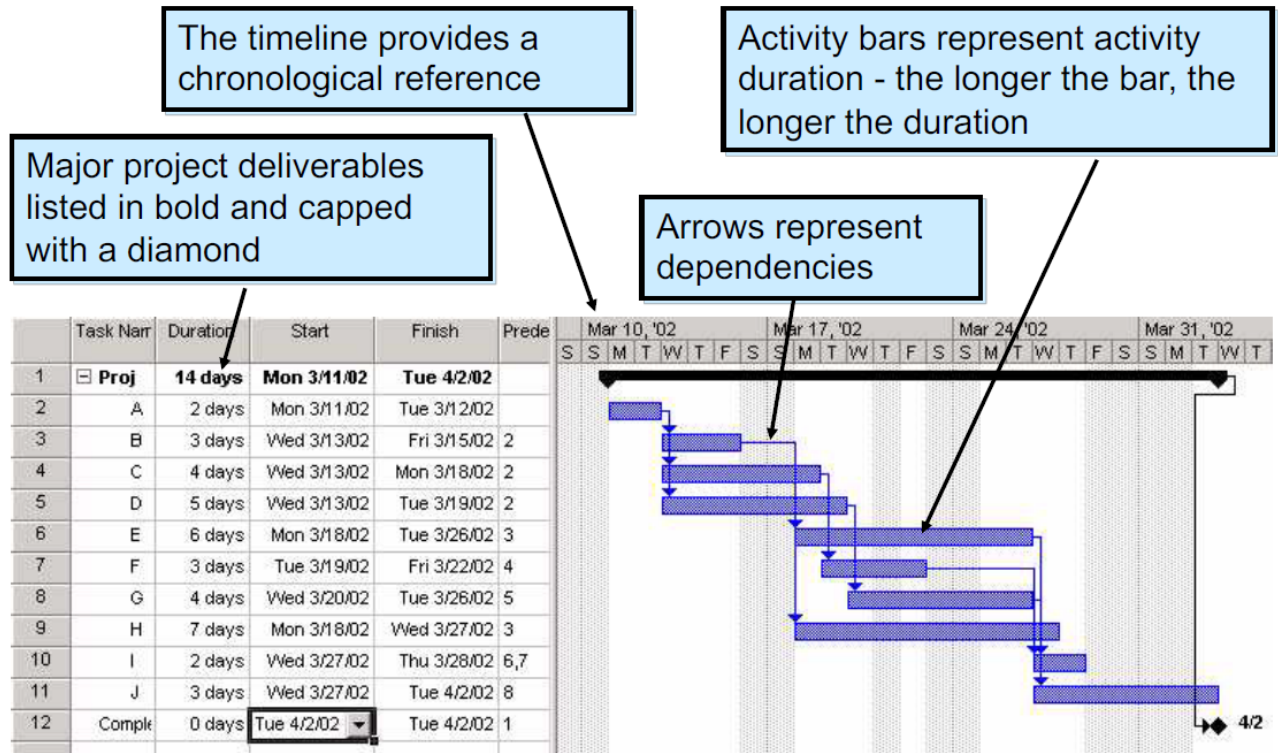 The timeline provides a
chronological reference
Activity bars represent activity
duration - the longer the bar, the
longer the duration
Major project deliverables
listed in bold and capped
with a diamond
Arrows represent
dependencies
Task Nam Duration Start Finish Prede Mar 10, '02 Mar 17, '02 Mar 24, '02 Mar 31, '02
S S M T W T F S S M T W T F S S M T W T F S S M T W T
1 Proj 14 days Mon 3/11/02 Tue 4/2/02
2 A 2 days Mon 3/11/02 Tue 3/12/02
3 B 3 days Wed 3/13/02 Fri 3/15/02 2
4 C 4 days Wed 3/13/02 Mon 3/18/02 2
5 D 5 days Wed 3/13/02 Tue 3/19/02 2
6 E 6 days Mon 3/18/02 Tue 3/26/02 3
7 F 3 days Tue 3/19/02 Fri 3/22/02 4
8 G 4 days Wed 3/20/02 Tue 3/26/02 5
9 H 7 days Mon 3/18/02 Wed 3/27/02 3
10 I 2 days Wed 3/27/02 Thu 3/28/02 6,7
11 J 3 days Wed 3/27/02 Tue 4/2/02 8
12 Comple 0 days Tue 4/2/02 Tue 4/2/02 1 4/2